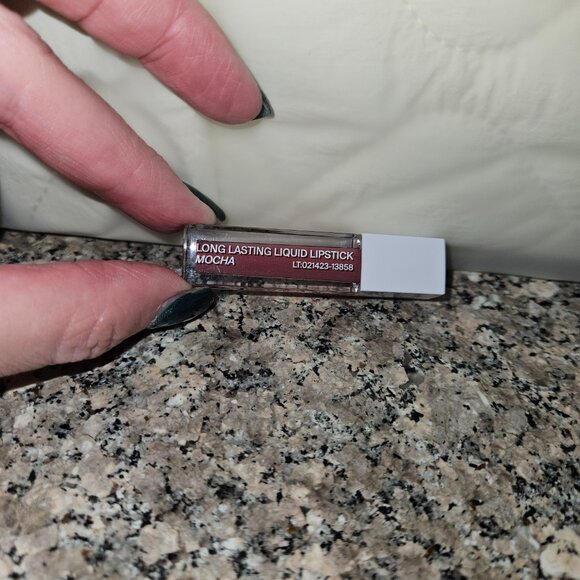 LONG LASTING LIQUID LIPSTICK
MOCHA LT:021423-13858